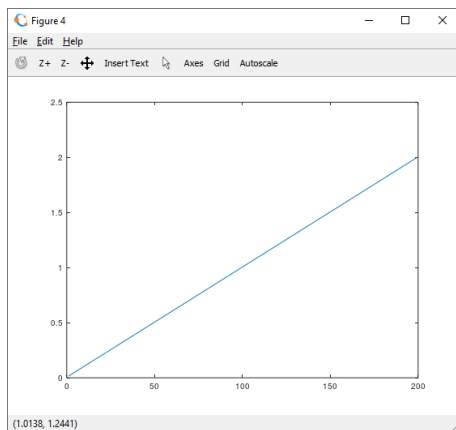 Figure 4
File Edit Help
Z+ Z- Insert Text Axes Grid Autoscale
2.5
2
1.5
1
0.5
0
0 50 100 150 200
(1.0138, 1.2441)